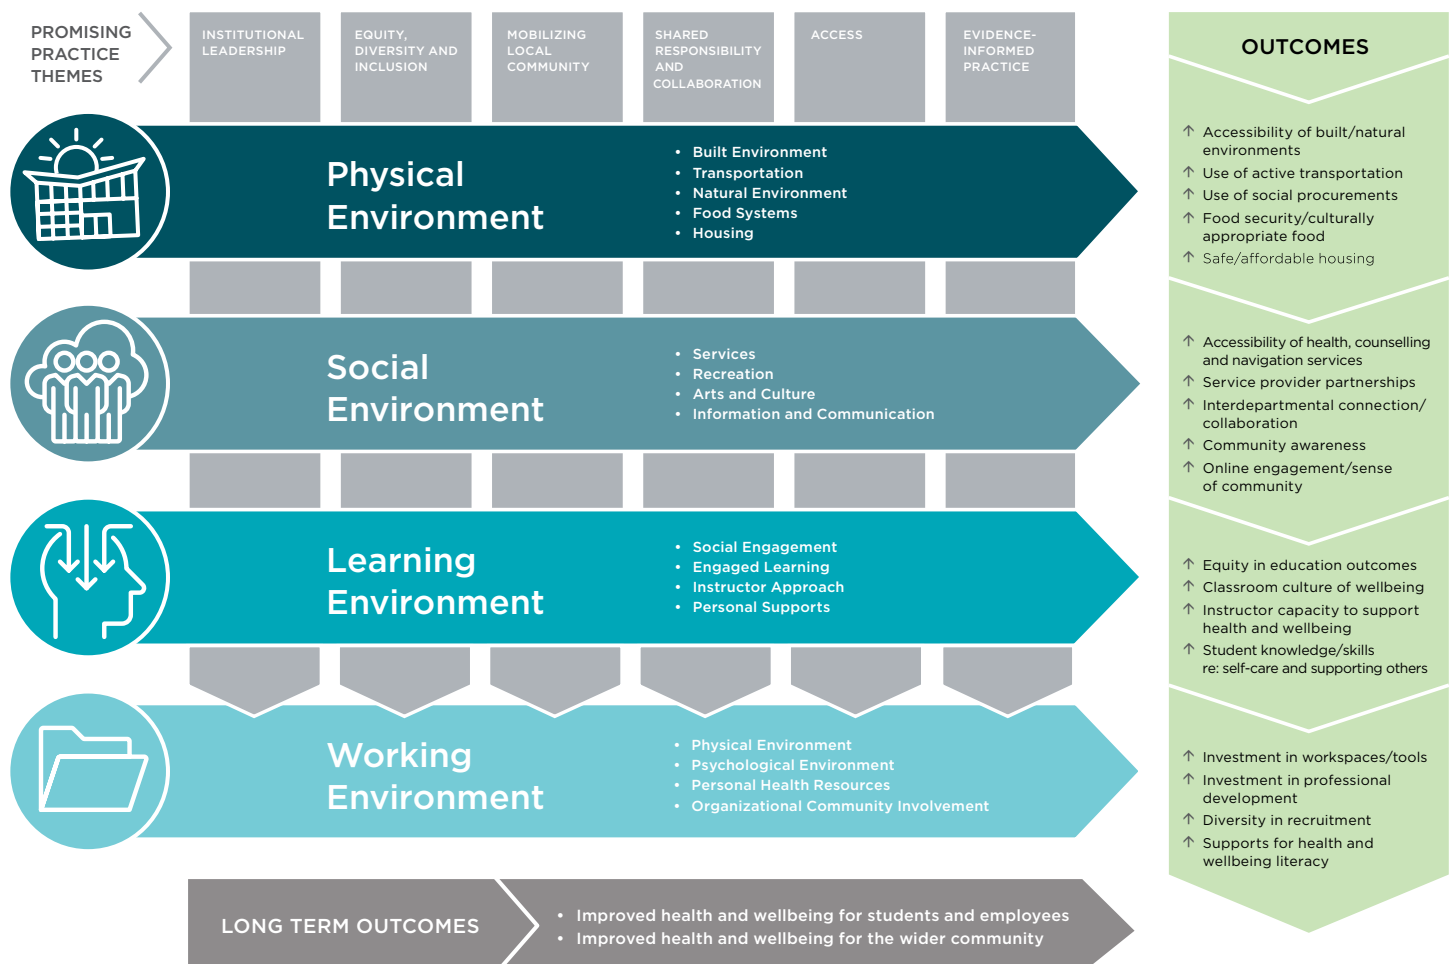 PROMISING
PRACTICE
THEMES
INSTITUTIONAL
LEADERSHIP
EQUITY,
DIVERSITY AND
INCLUSION
MOBILIZING
LOCAL
COMMUNITY
SHARED
RESPONSIBILITY
AND
COLLABORATION
ACCESS
EVIDENCE-
INFORMED
PRACTICE
Physical
Environment
• Built Environment
• Transportation
• Natural Environment
• Food Systems
• Housing
Social
Environment
• Services
• Recreation
• Arts and Culture
• Information and Communication
Learning
Environment
• Social Engagement
• Engaged Learning
• Instructor Approach
• Personal Supports
Working
Environment
• Physical Environment
• Psychological Environment
• Personal Health Resources
• Organizational Community Involvement
LONG TERM OUTCOMES
• Improved health and wellbeing for students and employees
• Improved health and wellbeing for the wider community
OUTCOMES
↑ Accessibility of built/natural
environments
↑ Use of active transportation
↑ Use of social procurements
↑ Food security/culturally
appropriate food
↑ Safe/affordable housing
↑ Accessibility of health, counselling
and navigation services
↑ Service provider partnerships
↑ Interdepartmental connection/
collaboration
↑ Community awareness
↑ Online engagement/sense
of community
↑ Equity in education outcomes
↑ Classroom culture of wellbeing
↑ Instructor capacity to support
health and wellbeing
↑ Student knowledge/skills
re: self-care and supporting others
↑ Investment in workspaces/tools
↑ Investment in professional
development
↑ Diversity in recruitment
↑ Supports for health and
wellbeing literacy